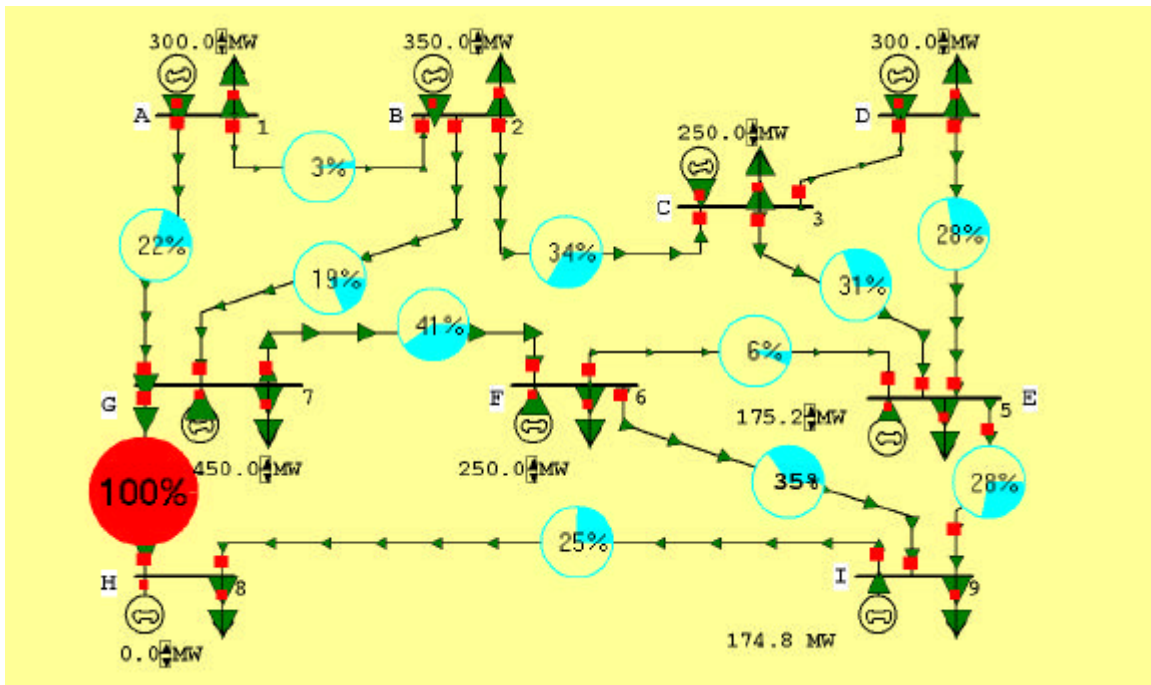 300.0 MW
350.0 MW
300.0 MW
A
1
B
2
D
4
250.0 MW
3%
C
3
22%
19%
34%
31%
28%
41%
6%
G
7
F
6
5
E
175.2 MW
450.0 MW
250.0 MW
100%
35%
28%
25%
H
8
I
9
0.0 MW
174.8 MW